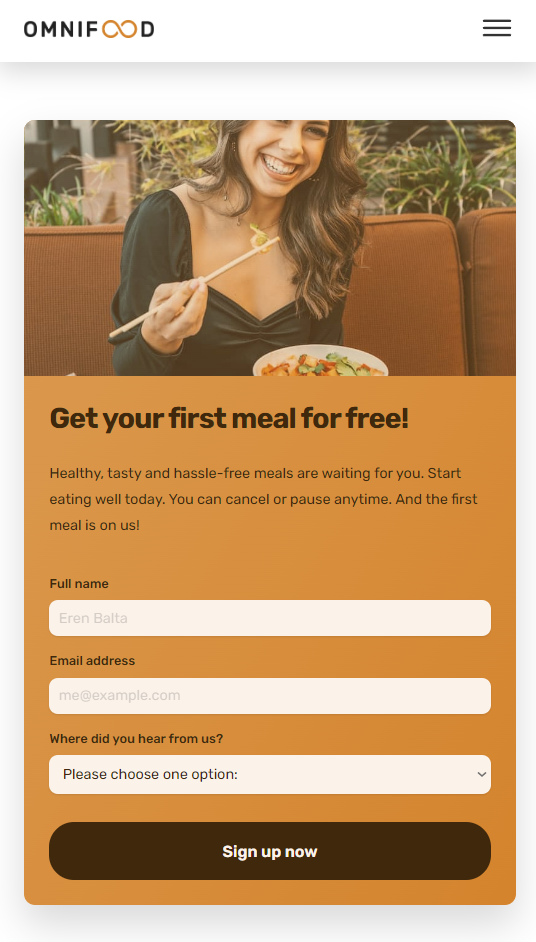 OMNIFOOD
Get your first meal for free!
Healthy, tasty and hassle-free meals are waiting for you. Start
eating well today. You can cancel or pause anytime. And the first
meal is on us!
Full name
Eren Balta
Email address
me@example.com
Where did you hear from us?
Please choose one option:
Sign up now